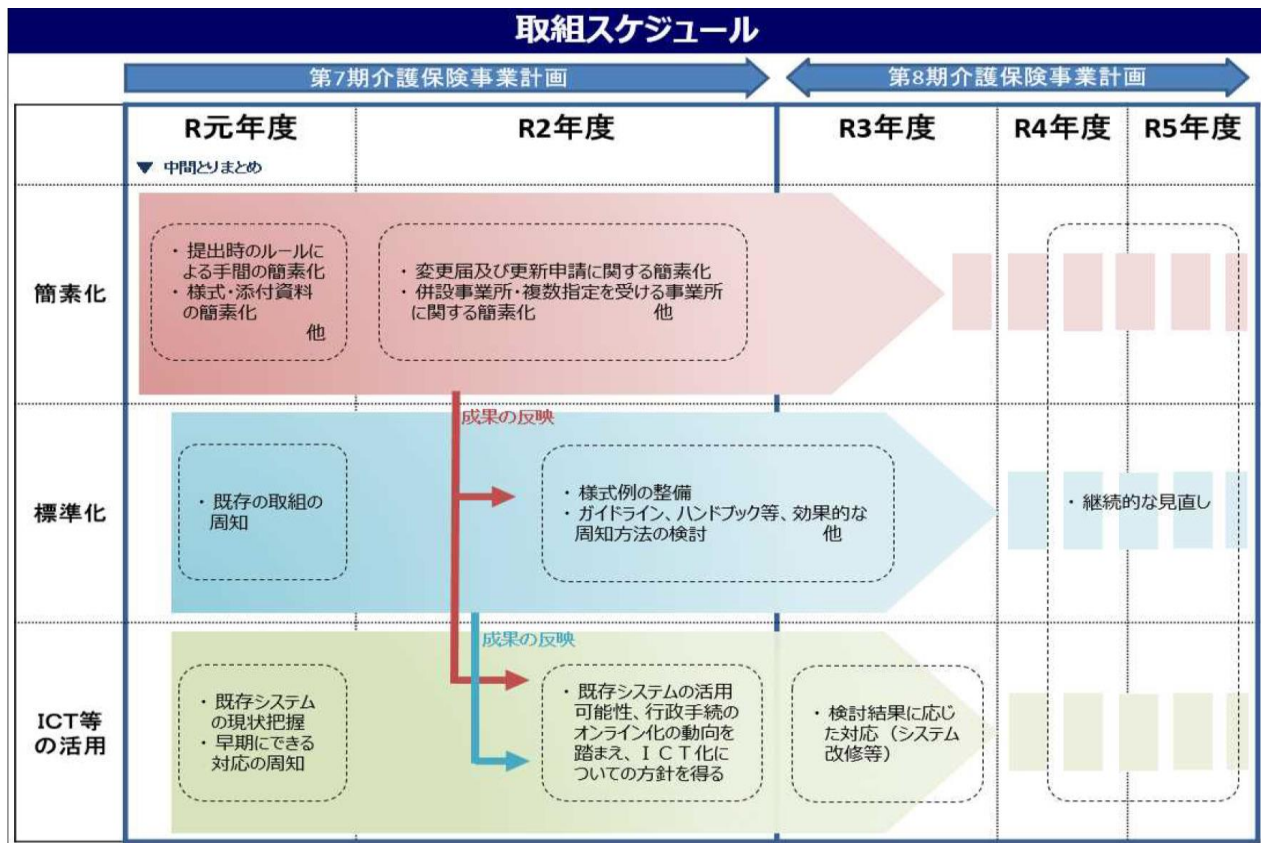 取組スケジュール
第7期介護保険事業計画
第8期介護保険事業計画
R元年度
R2年度
R3年度
R4年度
R5年度
▼ 中間とりまとめ
簡素化
・ 提出時のルールに
よる手間の簡素化
・ 様式・添付資料
の簡素化
他
・ 変更届及び更新申請に関する簡素化
・ 併設事業所・複数指定を受ける事業所
に関する簡素化 他
成果の反映
標準化
・ 既存の取組の
周知
・ 様式例の整備
・ ガイドライン、ハンドブック等、効果的な
周知方法の検討 他
・ 継続的な見直し
成果の反映
ICT等
の活用
・ 既存システム
の現状把握
・ 早期にできる
対応の周知
・ 既存システムの活用
可能性、行政手続の
オンライン化の動向を
踏まえ、ＩＣＴ化に
ついての方針を得る
・ 検討結果に応じ
た対応（システム
改修等）